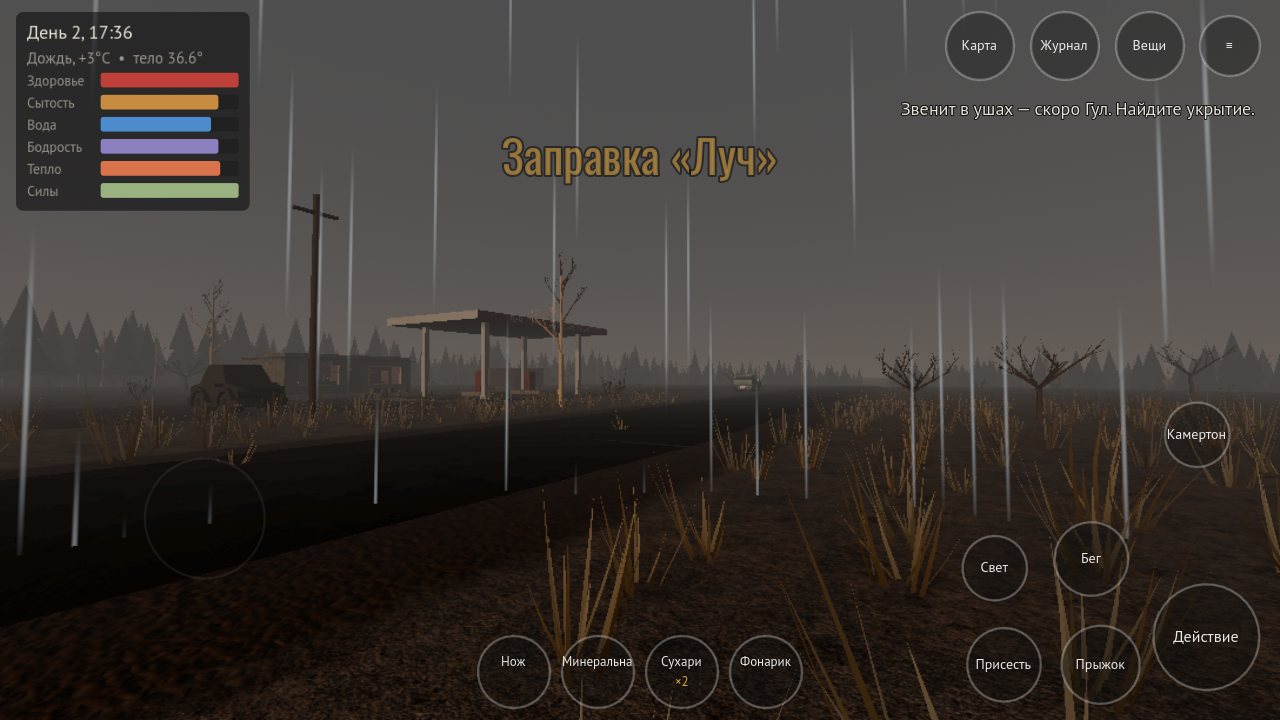 День 2, 17:36
Дождь, +3°C • тело 36.6°
Здоровье
Сытость
Вода
Бодрость
Тепло
Силы
Карта
Журнал
Вещи
≡
Звенит в ушах — скоро Гул. Найдите укрытие.
Заправка «Луч»
Камертон
Свет
Бег
Действие
Присесть
Прыжок
Нож
Минеральна
Сухари
×2
Фонарик